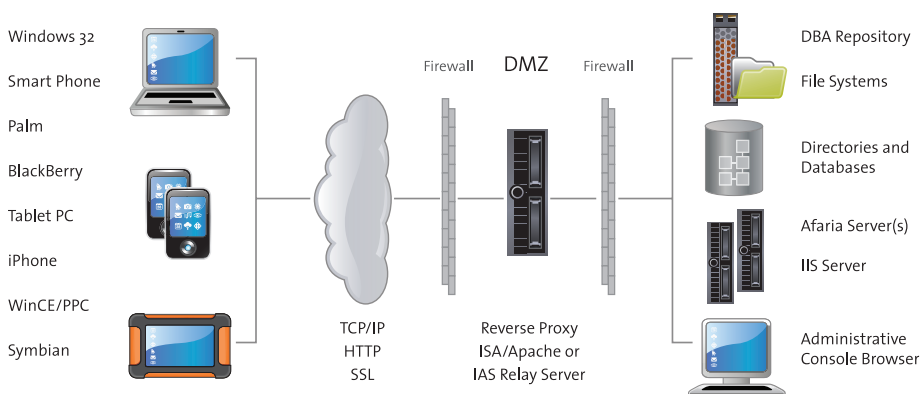 Windows 32
Smart Phone
Palm
BlackBerry
Tablet PC
iPhone
WinCE/PPC
Symbian
TCP/IP
HTTP
SSL
Firewall
DMZ
Firewall
Reverse Proxy
ISA/Apache or
IAS Relay Server
DBA Repository
File Systems
Directories and
Databases
Afaria Server(s)
IIS Server
Administrative
Console Browser